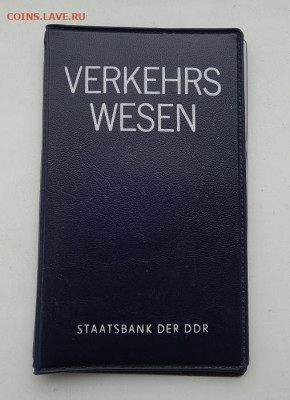 COINS.LAVE.RU
VERKEHRS
WESEN
STAATSBANK DER DDR